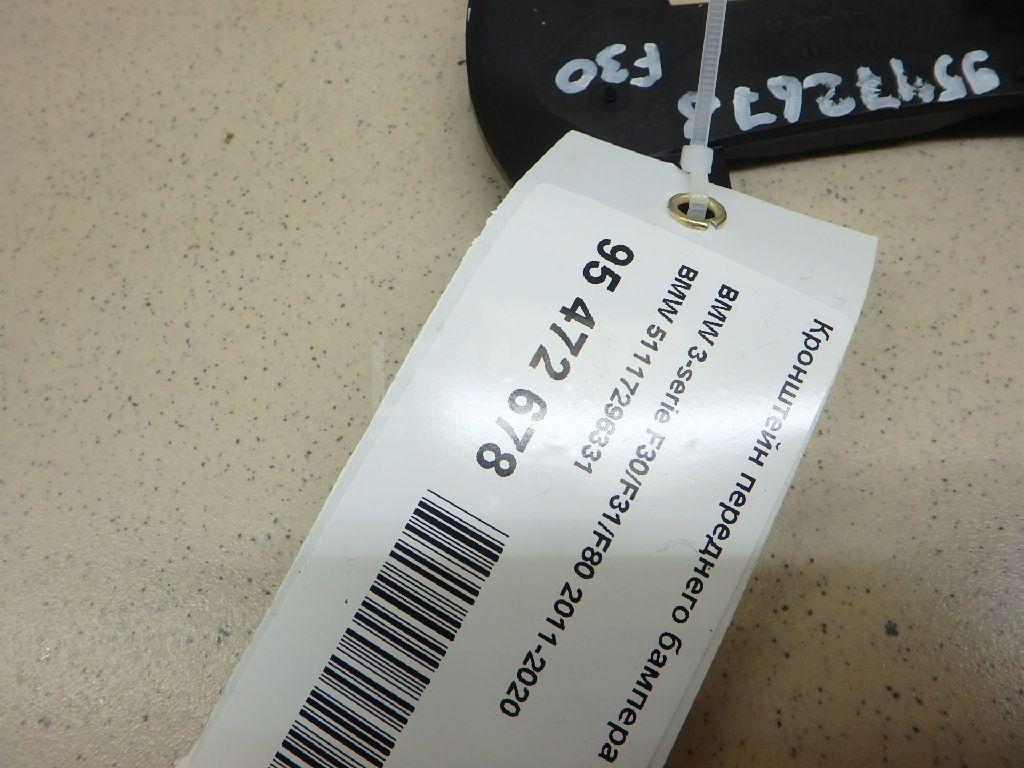 F30
95472678
Кронштейн переднего бампера
BMW 3-serie F30/F31/F80 2011-2020
BMW 51117296331
95 472 678